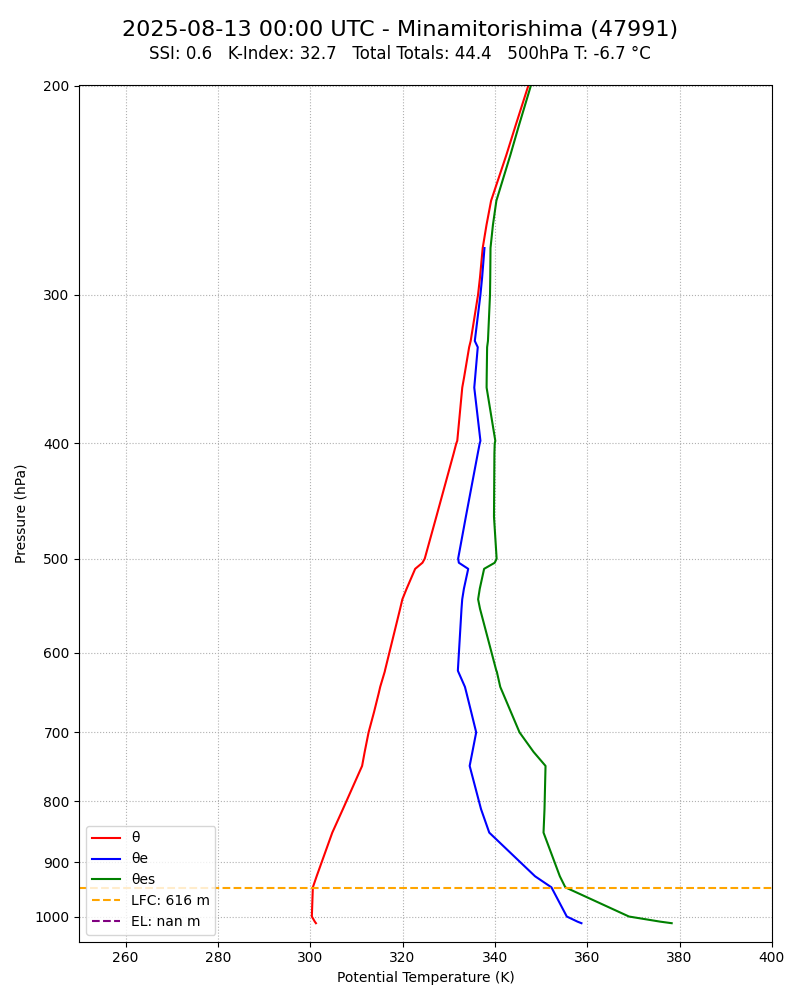 2025-08-13 00:00 UTC - Minamitorishima (47991)
SSI: 0.6   K-Index: 32.7   Total Totals: 44.4   500hPa T: -6.7 °C
200
300
400
500
600
700
800
900
1000
Pressure (hPa)
θ
θe
θes
LFC: 616 m
EL: nan m
260 280 300 320 340 360 380 400
Potential Temperature (K)